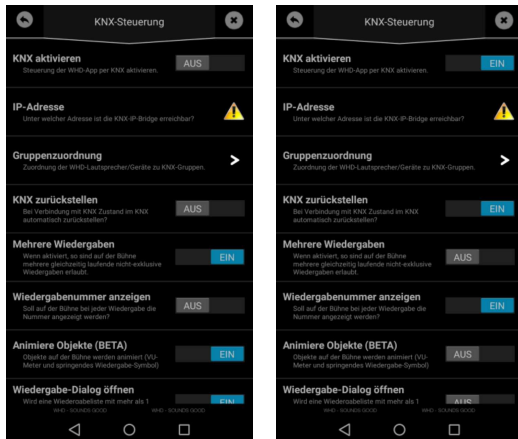 KNX-Steuerung
KNX aktivieren
Steuerung der WHD-App per KNX aktivieren.
AUS
IP-Adresse
Unter welcher Adresse ist die KNX-IP-Bridge erreichbar?
Gruppenzuordnung
Zuordnung der WHD-Lautsprecher/Geräte zu KNX-Gruppen.
KNX zurückstellen
Bei Verbindung mit KNX Zustand im KNX
automatisch zurückstellen?
AUS
Mehrere Wiedergaben
Wenn aktiviert, so sind auf der Bühne
mehrere gleichzeitig laufende nicht-exklusive
Wiedergaben erlaubt.
EIN
Wiedergabenummer anzeigen
Soll auf der Bühne bei jeder Wiedergabe die
Nummer angezeigt werden?
AUS
Animiere Objekte (BETA)
Objekte auf der Bühne werden animiert (VU-
Meter und springendes Wiedergabe-Symbol)
EIN
Wiedergabe-Dialog öffnen
Wird eine Wiedergabeliste mit mehr als 1
EIN
WHD - SOUNDS GOOD WHD - SOUNDS GOOD
KNX-Steuerung
KNX aktivieren
Steuerung der WHD-App per KNX aktivieren.
EIN
IP-Adresse
Unter welcher Adresse ist die KNX-IP-Bridge erreichbar?
Gruppenzuordnung
Zuordnung der WHD-Lautsprecher/Geräte zu KNX-Gruppen.
KNX zurückstellen
Bei Verbindung mit KNX Zustand im KNX
automatisch zurückstellen?
EIN
Mehrere Wiedergaben
Wenn aktiviert, so sind auf der Bühne
mehrere gleichzeitig laufende nicht-exklusive
Wiedergaben erlaubt.
AUS
Wiedergabenummer anzeigen
Soll auf der Bühne bei jeder Wiedergabe die
Nummer angezeigt werden?
EIN
Animiere Objekte (BETA)
Objekte auf der Bühne werden animiert (VU-
Meter und springendes Wiedergabe-Symbol)
AUS
Wiedergabe-Dialog öffnen
Wird eine Wiedergabeliste mit mehr als 1
AUS
WHD - SOUNDS GOOD WHD - SOUNDS GOOD